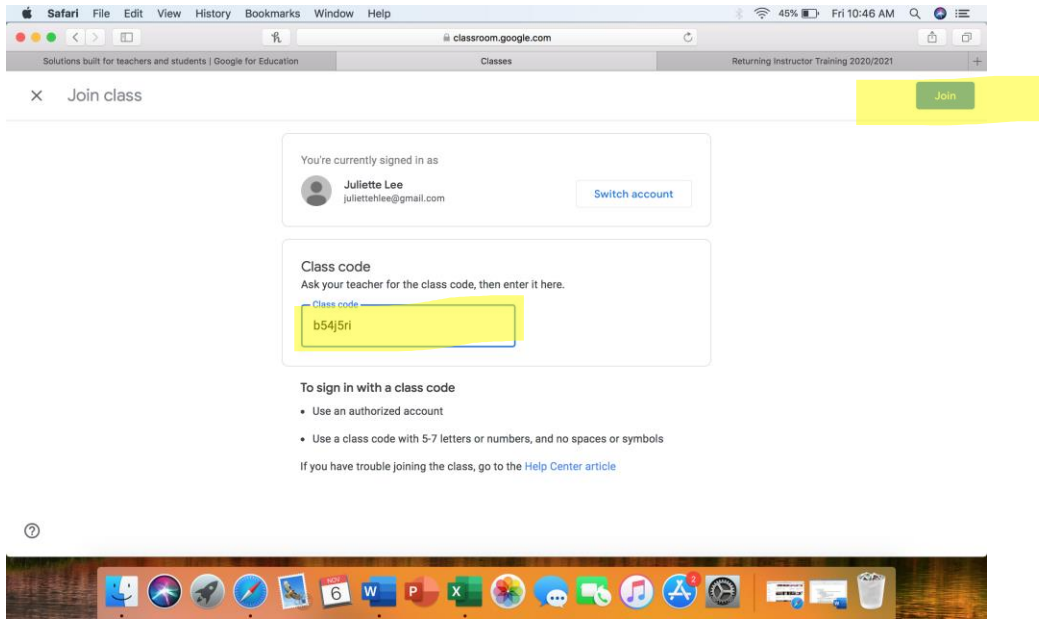 Safari File Edit View History Bookmarks Window Help 45% Fri 10:46 AM
classroom.google.com
Solutions built for teachers and students | Google for Education Classes Returning Instructor Training 2020/2021
Join class Join
You're currently signed in as
Juliette Lee
juliettehlee@gmail.com
Switch account
Class code
Ask your teacher for the class code, then enter it here.
Class code
b54j5ri
To sign in with a class code
• Use an authorized account
• Use a class code with 5-7 letters or numbers, and no spaces or symbols
If you have trouble joining the class, go to the Help Center article
NOV
6
W P X 2